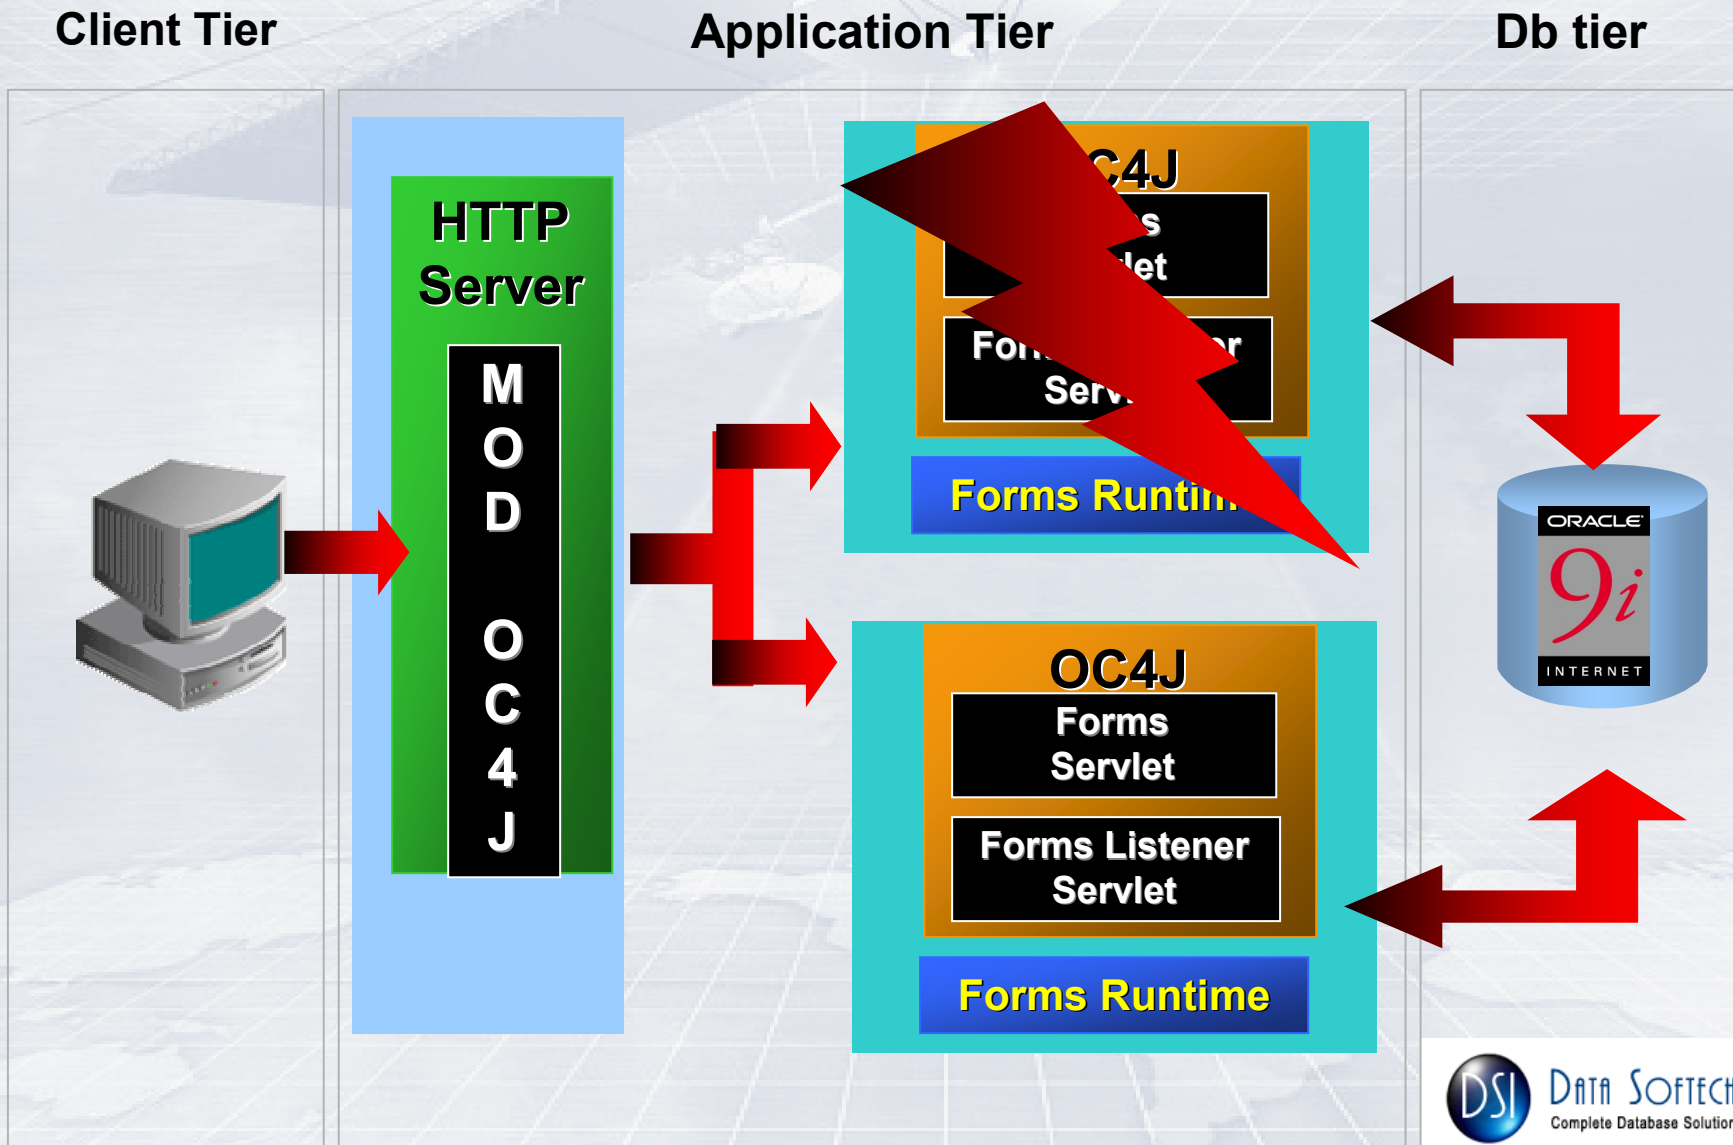 Client Tier
Application Tier
Db tier
HTTP
Server
M
O
D
O
C
4
J
C4J
Forms Runtim
OC4J
Forms
Servlet
Forms Listener
Servlet
Forms Runtime
ORACLE
9i
INTERNET
DSI
DATA SOFTECH
Complete Database Solution